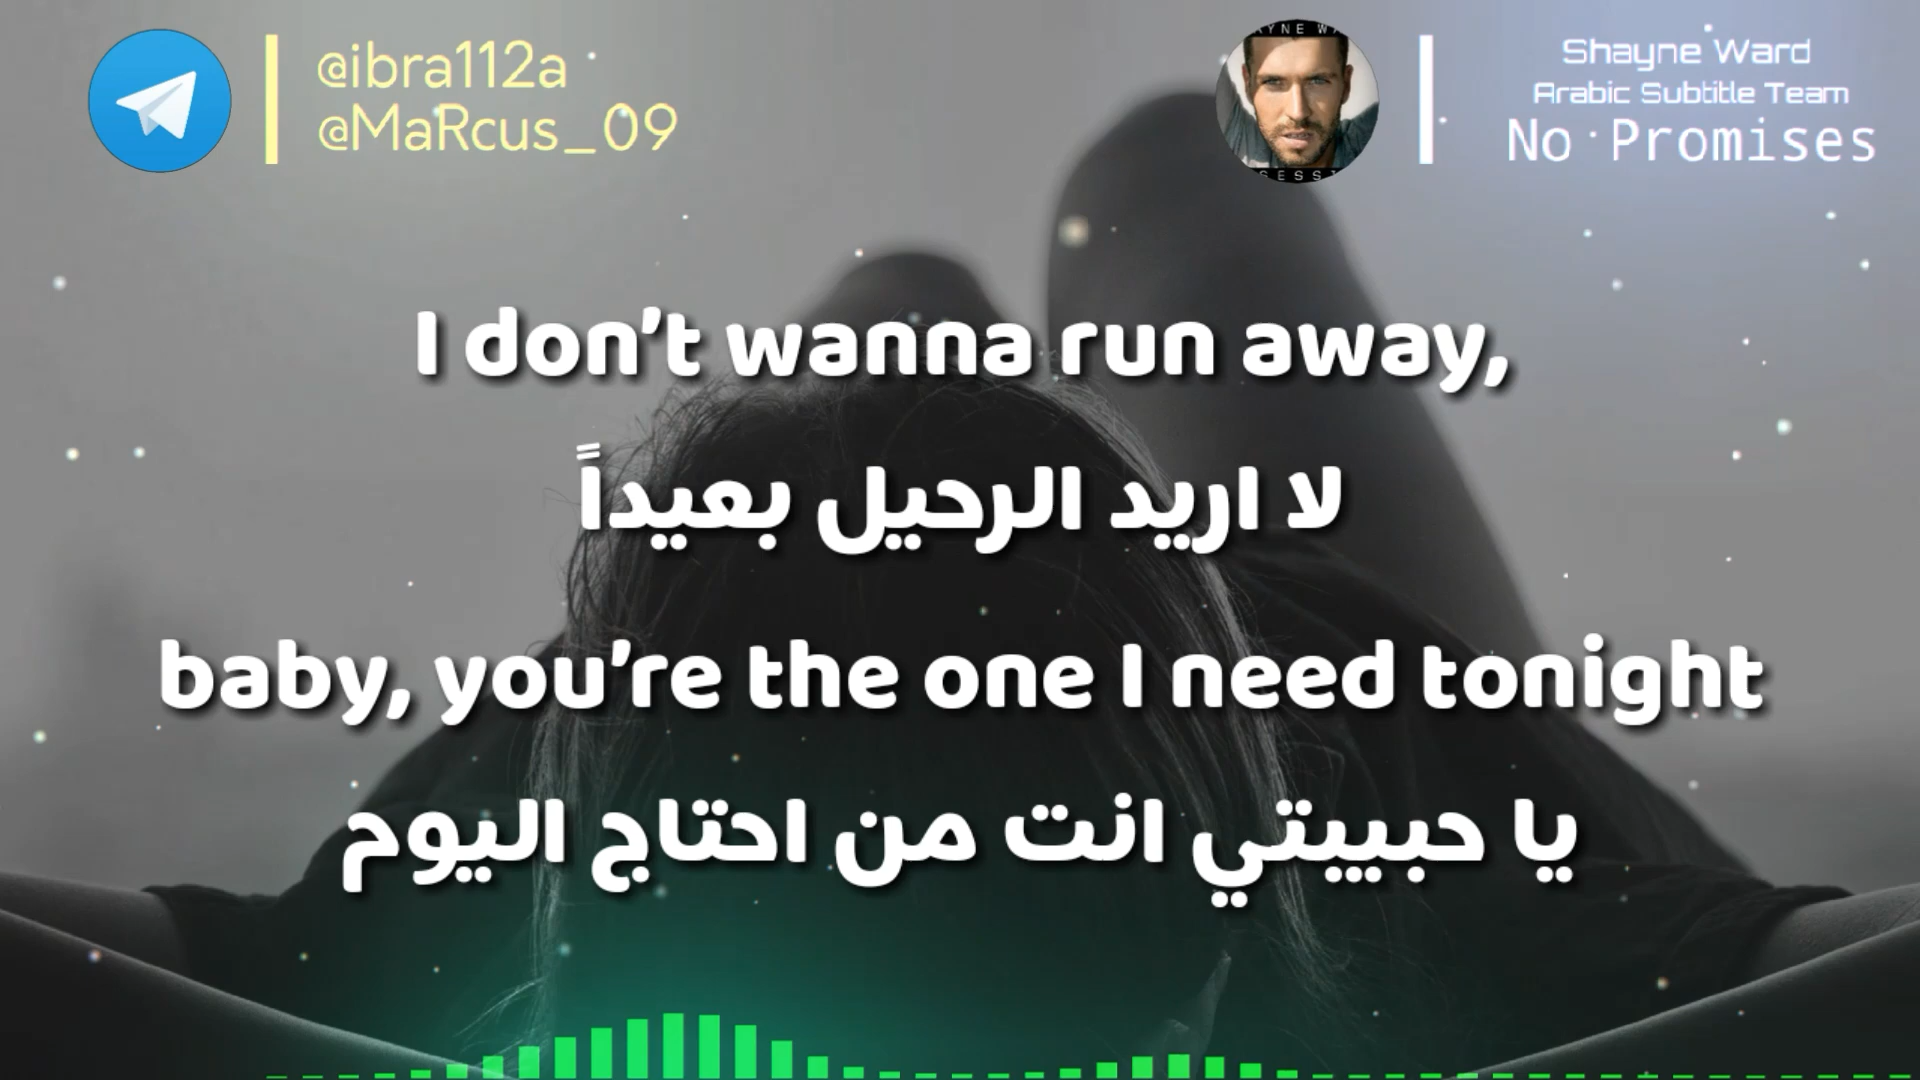 @ibra112a
@MaRcus_09
Shayne Ward
Arabic Subtitle Team
No Promises
I don't wanna run away,
لا اريد الرحيل بعيداً
baby, you're the one I need tonight
يا حبيبتي انت من احتاج اليوم